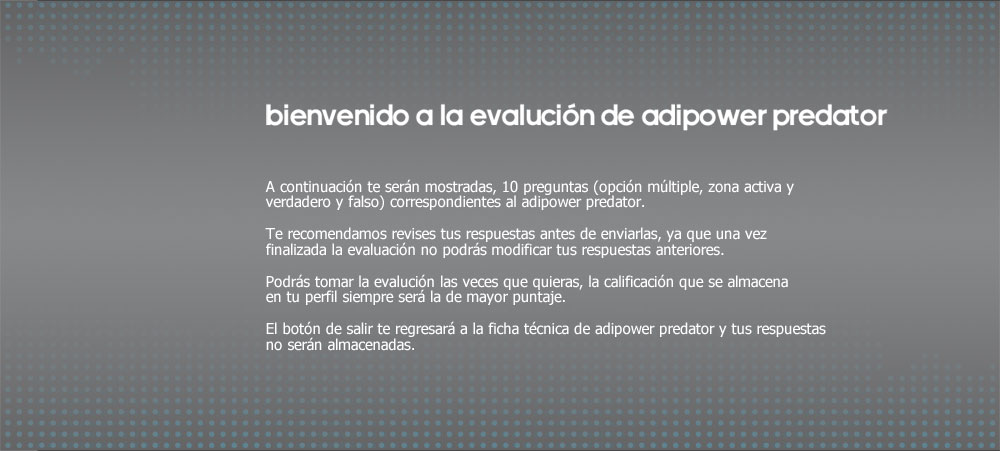 bienvenido a la evalución de adipower predator
A continuación te serán mostradas, 10 preguntas (opción múltiple, zona activa y
verdadero y falso) correspondientes al adipower predator.
Te recomendamos revises tus respuestas antes de enviarlas, ya que una vez
finalizada la evaluación no podrás modificar tus respuestas anteriores.
Podrás tomar la evalución las veces que quieras, la calificación que se almacena
en tu perfil siempre será la de mayor puntaje.
El botón de salir te regresará a la ficha técnica de adipower predator y tus respuestas
no serán almacenadas.